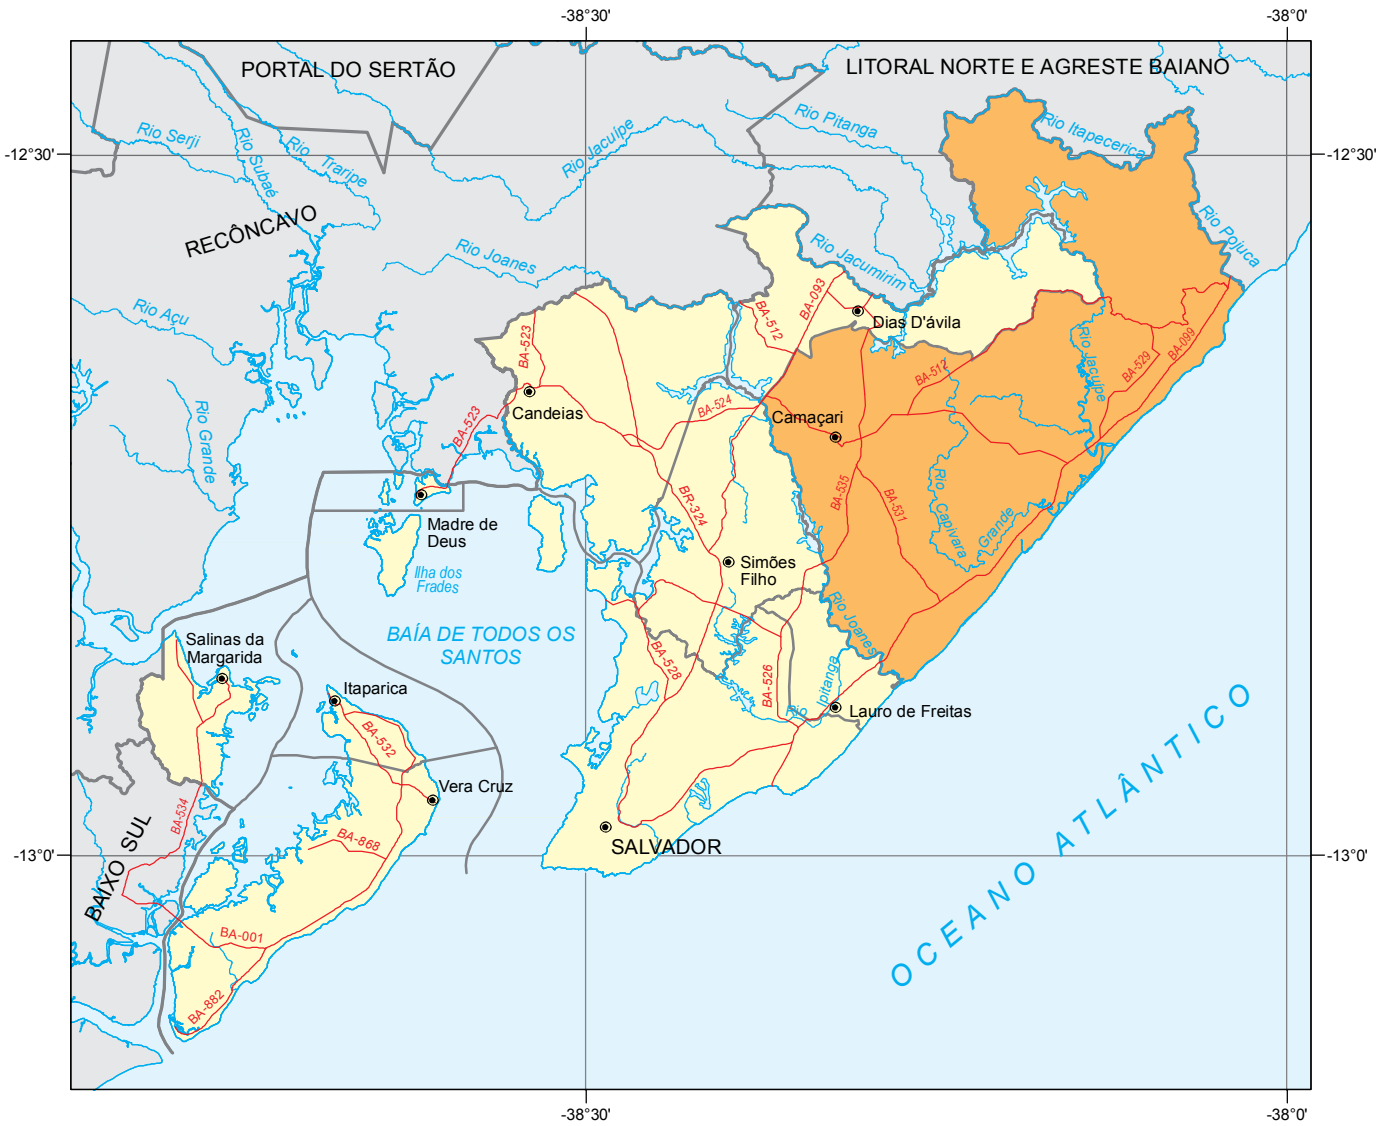 -38°30'
-38°0'
PORTAL DO SERTÃO
LITORAL NORTE E AGRESTE BAIANO
-12°30'
-12°30'
Rio Serji
Rio Subaé
Rio Traripe
Rio Jacuípe
Rio Pitanga
Rio Itapecerica
RECÔNCAVO
Rio Joanes
Rio Jacumirim
Rio Pojuca
Rio Açu
BA-523
BA-512
BA-093
Dias D'ávila
Rio Jacuípe
BA-529
BA-099
BA-512
Rio Grande
BA-523
Candeias
BA-524
Camaçari
BR-324
BA-535
BA-531
Rio Capivara Grande
Madre de
Deus
Ilha dos
Frades
Simões
Filho
BAÍA DE TODOS OS
SANTOS
Rio Joanes
Salinas da
Margarida
Itaparica
BA-528
BA-526
Rio Ipitanga
Lauro de Freitas
BA-532
Vera Cruz
BA-534
BA-868
SALVADOR
OCEANO ATLÂNTICO
-13°0'
-13°0'
BAIXO SUL
BA-001
BA-882
-38°30'
-38°0'